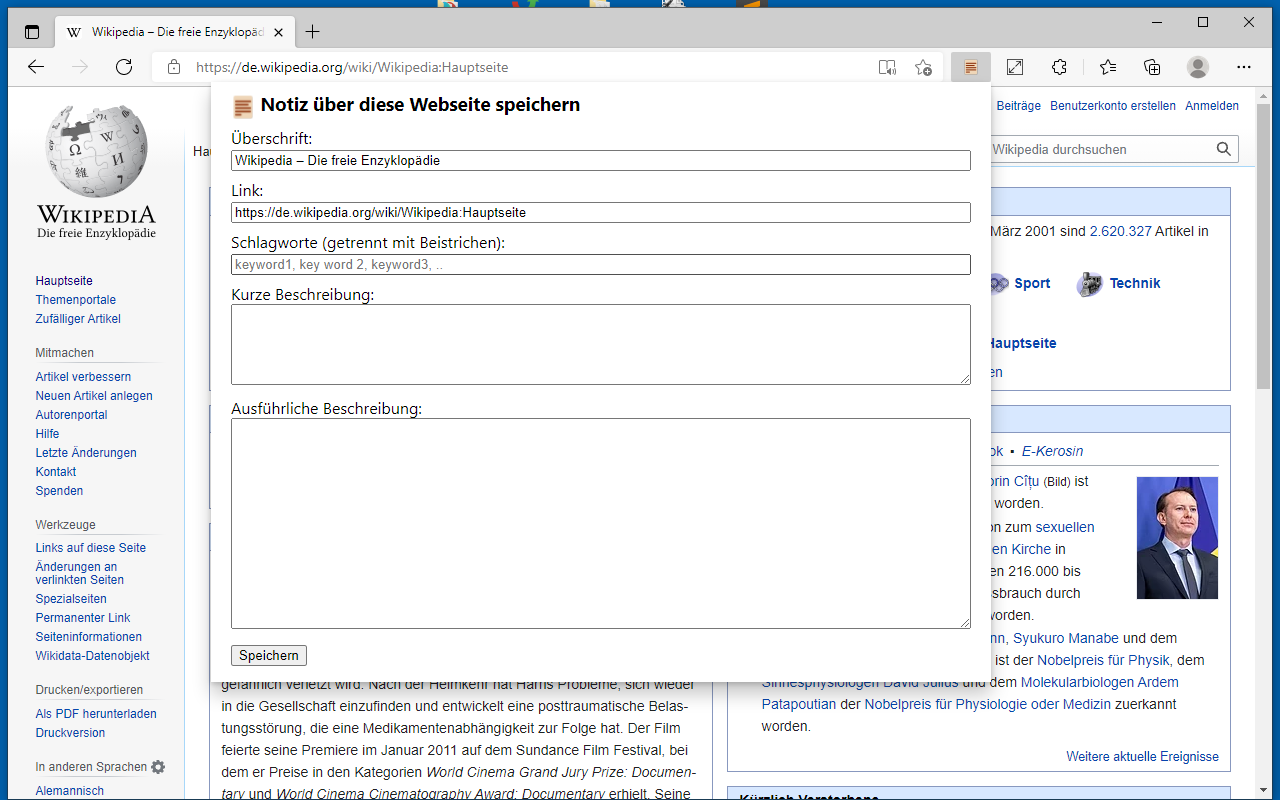 Wikipedia – Die freie Enzyklopäd
https://de.wikipedia.org/wiki/Wikipedia:Hauptseite
Notiz über diese Webseite speichern
Überschrift:
Wikipedia – Die freie Enzyklopädie
Link:
https://de.wikipedia.org/wiki/Wikipedia:Hauptseite
Schlagworte (getrennt mit Beistrichen):
keyword1, key word 2, keyword3, ..
Kurze Beschreibung:
Ausführliche Beschreibung:
Speichern
WIKIPEDIA
Die freie Enzyklopädie
Hauptseite
Themenportale
Zufälliger Artikel
Mitmachen
Artikel verbessern
Neuen Artikel anlegen
Autorenportal
Hilfe
Letzte Änderungen
Kontakt
Spenden
Werkzeuge
Links auf diese Seite
Änderungen an
verlinkten Seiten
Spezialseiten
Permanenter Link
Seiteninformationen
Wikidata-Datenobjekt
Drucken/exportieren
Als PDF herunterladen
Druckversion
In anderen Sprachen
Alemannisch
Ha
Beiträge Benutzerkonto erstellen Anmelden
Wikipedia durchsuchen
März 2001 sind 2.620.327 Artikel in
Sport Technik
Hauptseite
en
ok ▪ E-Kerosin
orin Cîțu (Bild) ist
worden.
on zum sexuellen
en Kirche in
en 216.000 bis
ssbrauch durch
worden.
nn, Syukuro Manabe und dem
ist der Nobelpreis für Physik, dem
Sinnesphysiologen David Julius und dem Molekularbiologen Ardem
Patapoutian der Nobelpreis für Physiologie oder Medizin zuerkannt
worden.
Weitere aktuelle Ereignisse
Kürzlich Verstorbene
gefährlich verletzt wird. Nach der Heimkehr hat Harris Probleme, sich wieder
in die Gesellschaft einzufinden und entwickelt eine posttraumatische Belas-
tungsstörung, die eine Medikamentenabhängigkeit zur Folge hat. Der Film
feierte seine Premiere im Januar 2011 auf dem Sundance Film Festival, bei
dem er Preise in den Kategorien World Cinema Grand Jury Prize: Documen-
tary und World Cinema Cinematography Award: Documentary erhielt. Seine